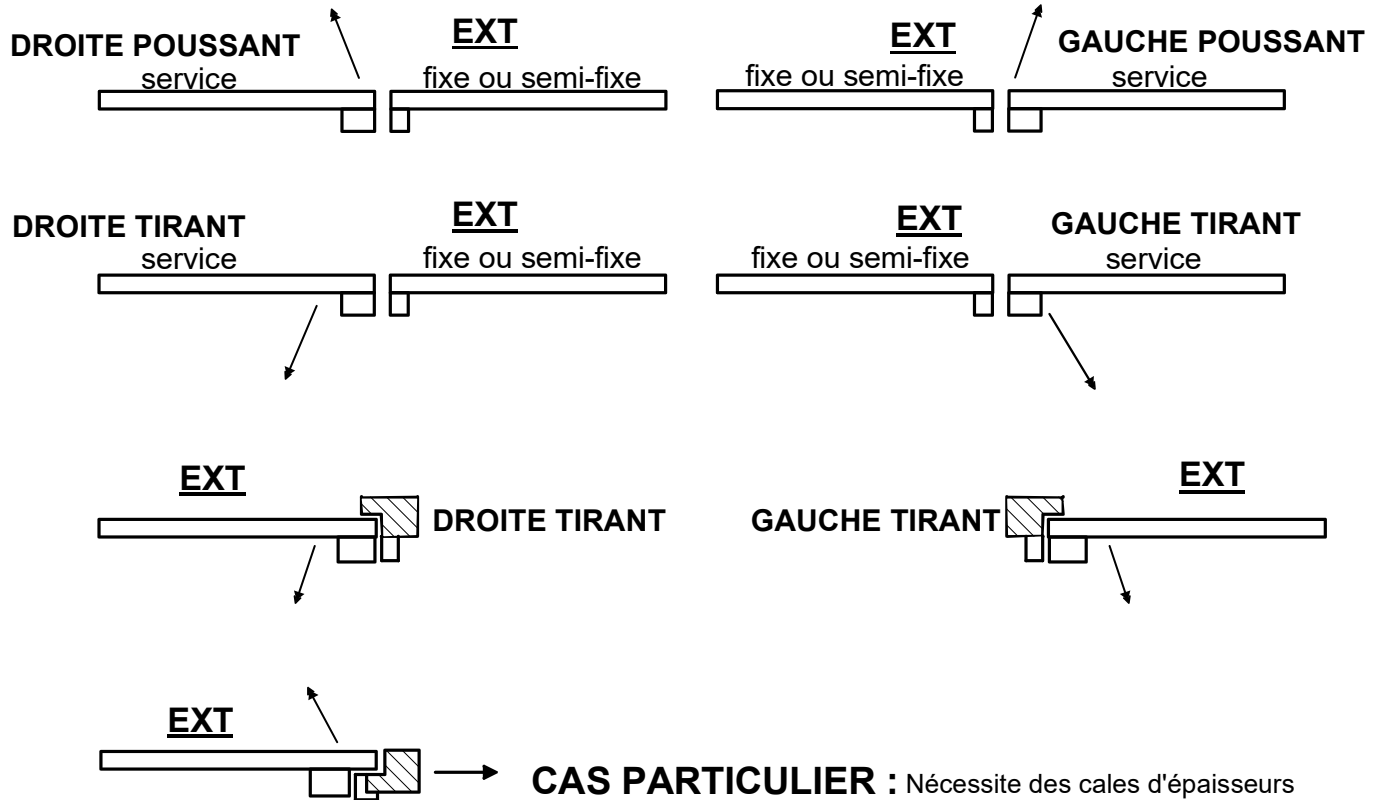 DROITE POUSSANT
service
EXT
fixe ou semi-fixe
EXT
fixe ou semi-fixe
GAUCHE POUSSANT
service
DROITE TIRANT
service
EXT
fixe ou semi-fixe
EXT
fixe ou semi-fixe
GAUCHE TIRANT
service
EXT
DROITE TIRANT
GAUCHE TIRANT
EXT
EXT
CAS PARTICULIER : Nécessite des cales d'épaisseurs